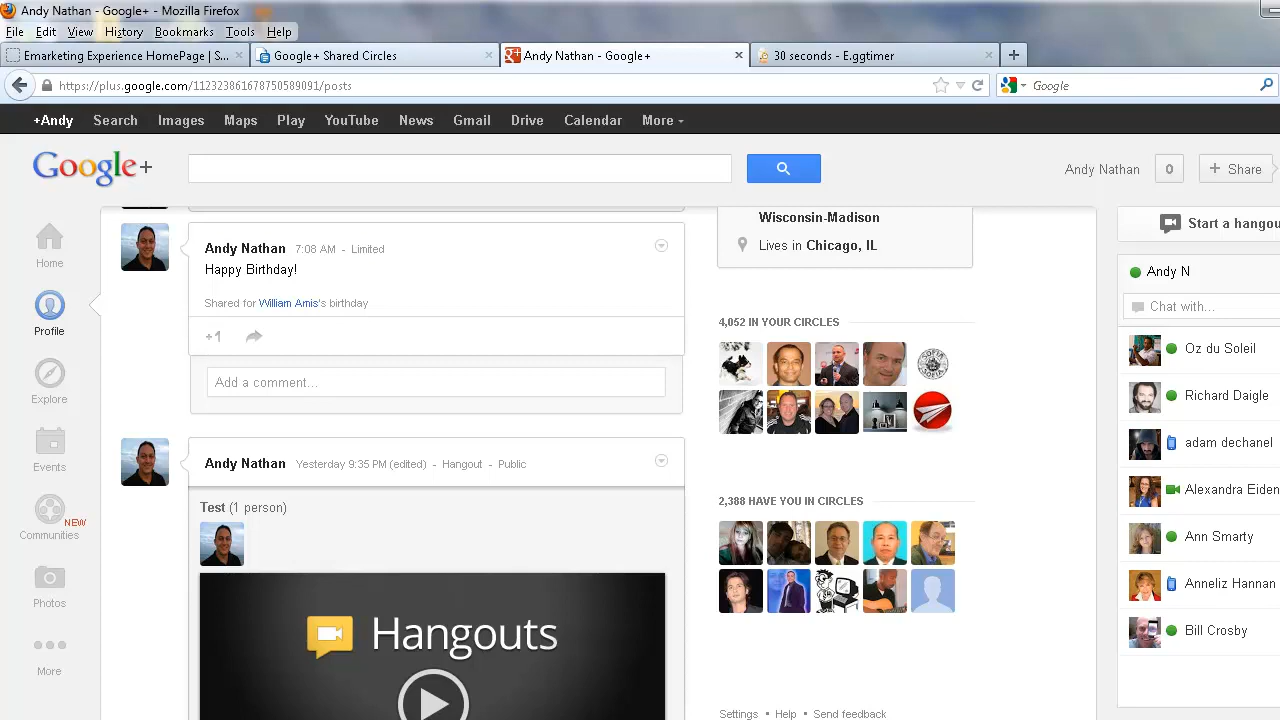 Andy Nathan - Google+ - Mozilla Firefox
File Edit View History Bookmarks Tools Help
Emarketing Experience HomePage | S...
Google+ Shared Circles
Andy Nathan - Google+
30 seconds - E.ggtimer
Google
+Andy Search Images Maps Play YouTube News Gmail Drive Calendar More
Google+
Andy Nathan 0 + Share
Home
Profile
Explore
Events
NEW
Communities
Photos
More
Andy Nathan 7:08 AM - Limited
Happy Birthday!
Shared for William Amis's birthday
+1
Add a comment...
Andy Nathan Yesterday 9:35 PM (edited) - Hangout - Public
Test (1 person)
Hangouts
Wisconsin-Madison
Lives in Chicago, IL
4,052 IN YOUR CIRCLES
2,388 HAVE YOU IN CIRCLES
Settings • Help • Send feedback
Start a hangou
Andy N
Chat with...
Oz du Soleil
Richard Daigle
adam dechanel
Alexandra Eiden
Ann Smarty
Anneliz Hannan
Bill Crosby